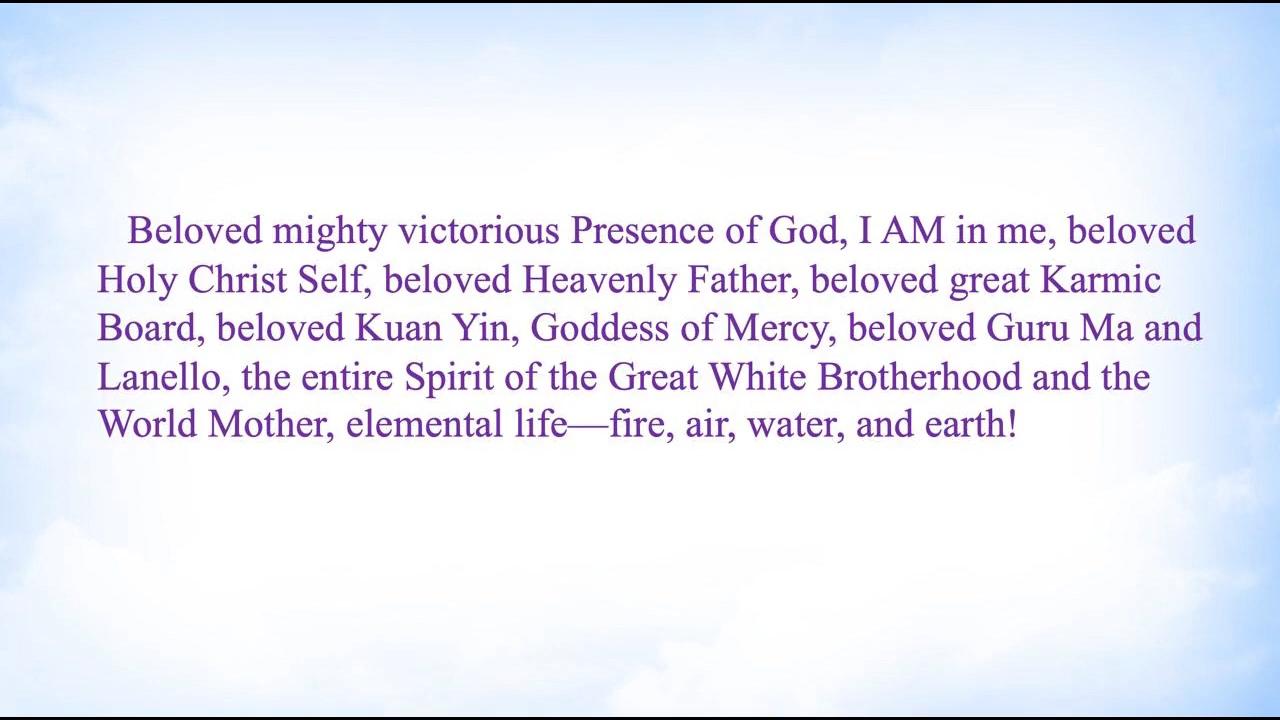 Beloved mighty victorious Presence of God, I AM in me, beloved
Holy Christ Self, beloved Heavenly Father, beloved great Karmic
Board, beloved Kuan Yin, Goddess of Mercy, beloved Guru Ma and
Lanello, the entire Spirit of the Great White Brotherhood and the
World Mother, elemental life—fire, air, water, and earth!